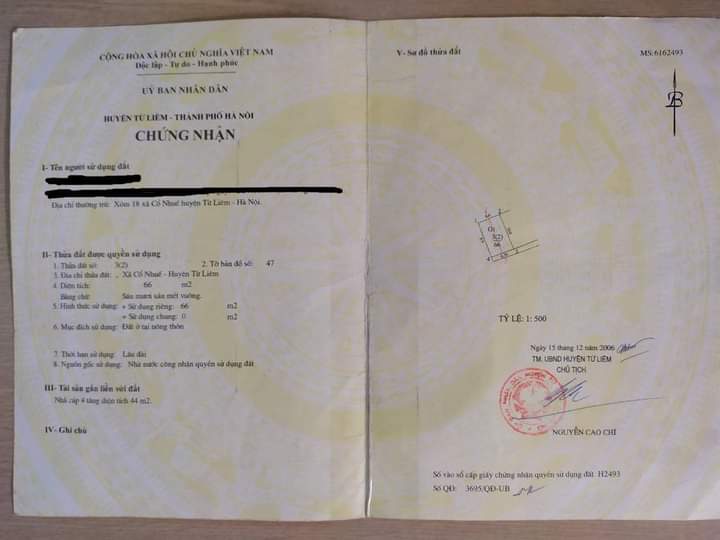 CỘNG HÒA XÃ HỘI CHỦ NGHĨA VIỆT NAM
Độc lập - Tự do - Hạnh phúc
UỶ BAN NHÂN DÂN
HUYỆN TỪ LIÊM - THÀNH PHỐ HÀ NỘI
CHỨNG NHẬN
I- Tên người sử dụng đất
Địa chỉ thường trú: Xóm 18 xã Cổ Nhuế huyện Từ Liêm - Hà Nội.
II- Thửa đất được quyền sử dụng
1. Thửa đất số: 3(2) 2. Tờ bản đồ số: 47
3. Địa chỉ thửa đất: , Xã Cổ Nhuế - Huyện Từ Liêm
4. Diện tích: 66 m2
Bằng chữ: Sáu mươi sáu mét vuông.
5. Hình thức sử dụng: + Sử dụng riêng: 66 m2
+ Sử dụng chung: 0 m2
6. Mục đích sử dụng: Đất ở tại nông thôn
7. Thời hạn sử dụng: Lâu dài
8. Nguồn gốc sử dụng: Nhà nước công nhận quyền sử dụng đất
III- Tài sản gắn liền với đất
Nhà cấp 4 tầng diện tích 44 m2.
IV- Ghi chú
V- Sơ đồ thửa đất MS: 6162493
B
3(2)
66
TỶ LỆ: 1: 500
Ngày 15 tháng 12 năm 2006
TM. UBND HUYỆN TỪ LIÊM
CHỦ TỊCH
NGUYỄN CAO CHÍ
Số vào sổ cấp giấy chứng nhận quyền sử dụng đất H2493
Số QĐ: 3695/QĐ-UB